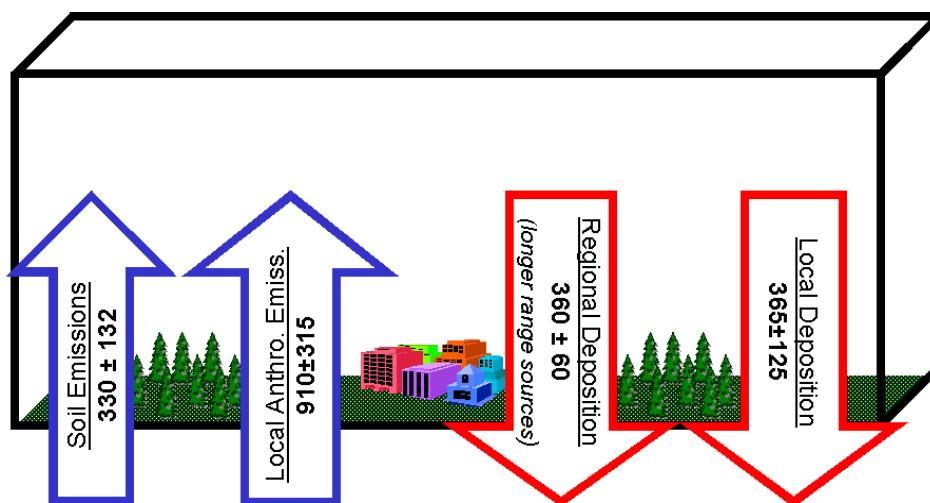 Soil Emissions
330 ± 132
Local Anthro. Emiss.
910±315
Regional Deposition
(longer range sources)
360 ± 60
Local Deposition
365±125